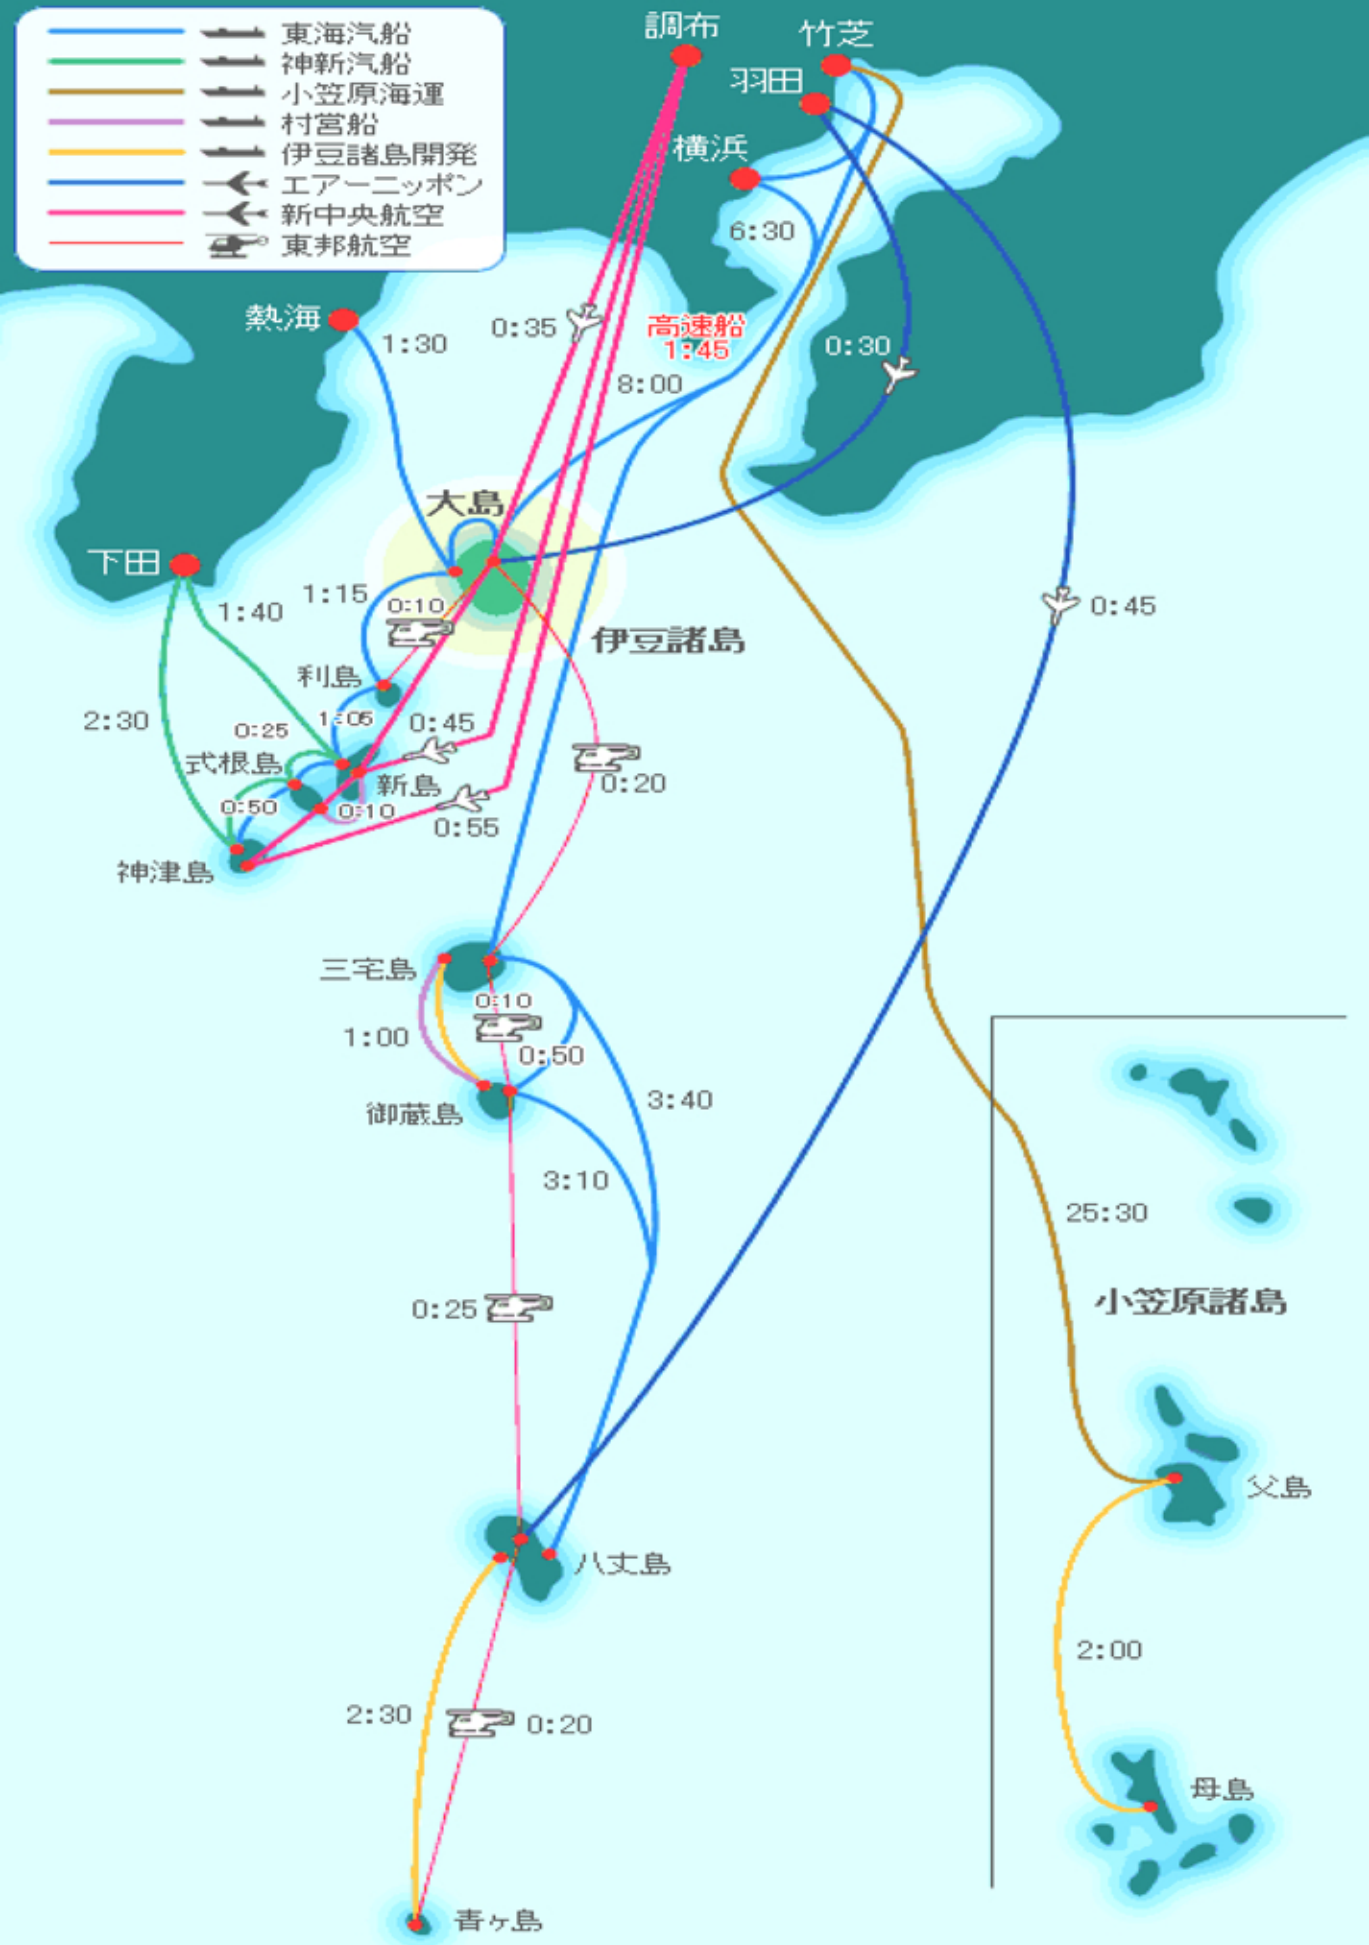 東海汽船
神新汽船
小笠原海運
村営船
伊豆諸島開発
エアーニッポン
新中央航空
東邦航空
調布
竹芝
羽田
横浜
6:30
熱海
1:30
0:35
高速船
1:45
0:30
8:00
大島
下田
1:40
1:15
0:10
0:45
伊豆諸島
利島
2:30
0:25
1:05
0:45
式根島
新島
0:20
0:50
0:10
0:55
神津島
三宅島
0:10
1:00
0:50
御蔵島
3:40
3:10
25:30
0:25
小笠原諸島
父島
八丈島
2:00
2:30
0:20
母島
青ヶ島